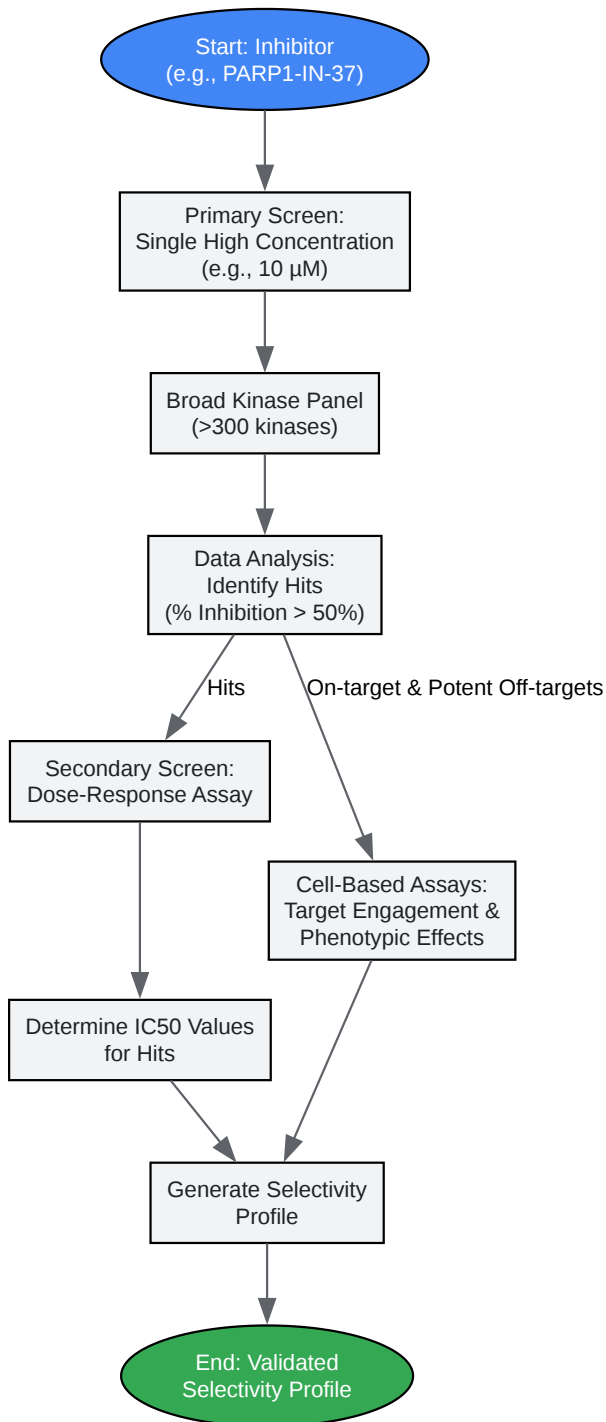 Start: Inhibitor
(e.g., PARP1-IN-37)
Primary Screen:
Single High Concentration
(e.g., 10 µM)
Broad Kinase Panel
(>300 kinases)
Data Analysis:
Identify Hits
(% Inhibition > 50%)
Hits
On-target & Potent Off-targets
Secondary Screen:
Dose-Response Assay
Cell-Based Assays:
Target Engagement &
Phenotypic Effects
Determine IC50 Values
for Hits
Generate Selectivity
Profile
End: Validated
Selectivity Profile